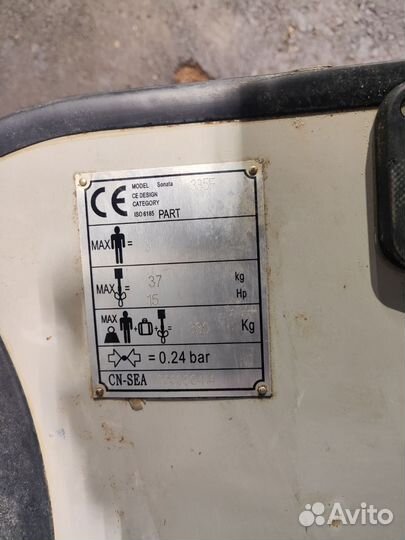 CE
MODEL Sonata 335F
CE DESIGN
CATEGORY
ISO 6185 PART
MAX =
MAX = 37 kg
15 Hp
MAX + + = Kg
= 0.24 bar
CN-SEA
Avito